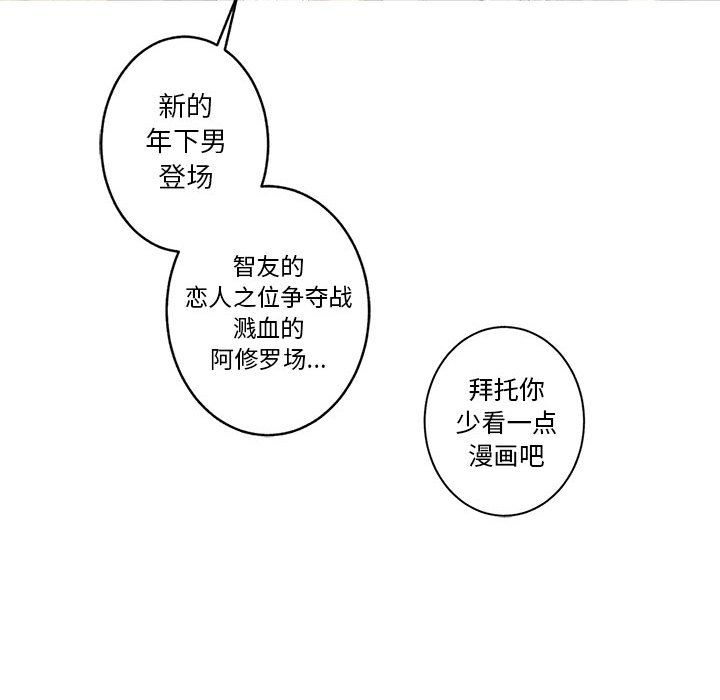 新的
年下男
登场
智友的
恋人之位争夺战
溅血的
阿修罗场...
拜托你
少看一点
漫画吧